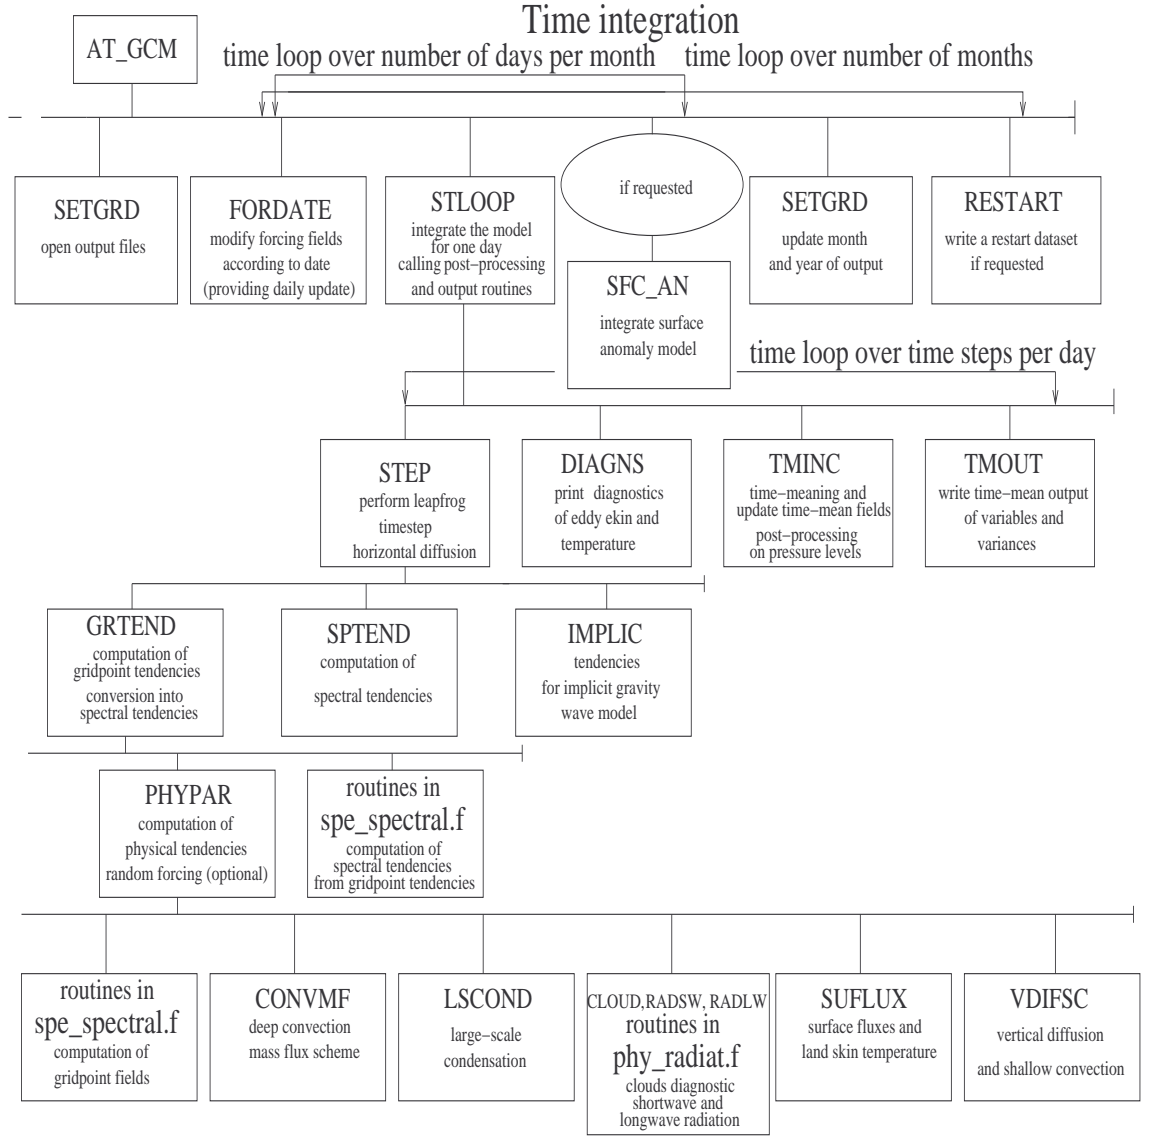 Time integration
AT_GCM
time loop over number of days per month
time loop over number of months
SETGRD
open output files
FORDATE
modify forcing fields
according to date
(providing daily update)
STLOOP
integrate the model
for one day
calling post-processing
and output routines
if requested
SFC_AN
integrate surface
anomaly model
SETGRD
update month
and year of output
RESTART
write a restart dataset
if requested
time loop over time steps per day
STEP
perform leapfrog
timestep
horizontal diffusion
DIAGNS
print diagnostics
of eddy ekin and
temperature
TMINC
time-meaning and
update time-mean fields
post-processing
on pressure levels
TMOUT
write time-mean output
of variables and
variances
GRTEND
computation of
gridpoint tendencies
conversion into
spectral tendencies
SPTEND
computation of
spectral tendencies
IMPLIC
tendencies
for implicit gravity
wave model
PHYPAR
computation of
physical tendencies
random forcing (optional)
routines in
spe_spectral.f
computation of
spectral tendencies
from gridpoint tendencies
routines in
spe_spectral.f
computation of
gridpoint fields
CONVMF
deep convection
mass flux scheme
LSCOND
large-scale
condensation
CLOUD,RADSW, RADLW
routines in
phy_radiat.f
clouds diagnostic
shortwave and
longwave radiation
SUFLUX
surface fluxes and
land skin temperature
VDIFSC
vertical diffusion
and shallow convection